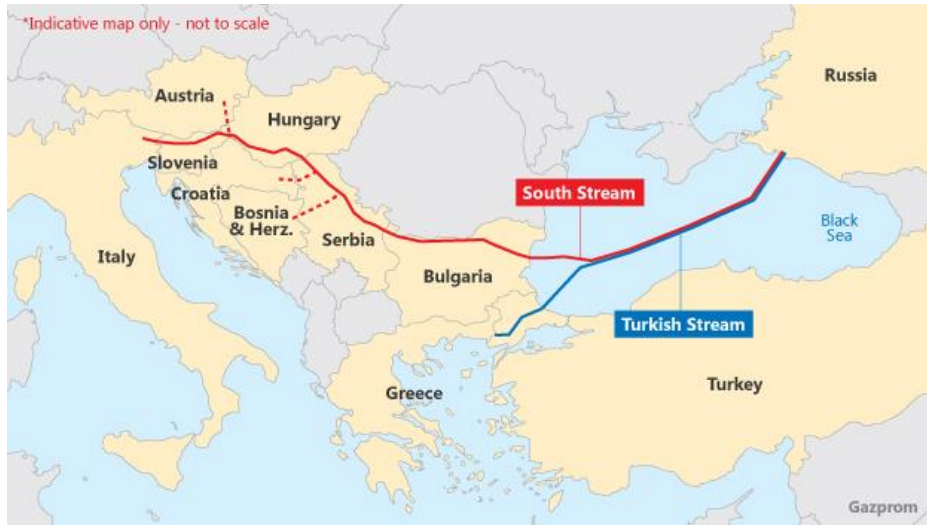 *Indicative map only - not to scale
Russia
Austria
Hungary
Slovenia
South Stream
Croatia
Bosnia
& Herz.
Black
Sea
Serbia
Italy
Bulgaria
Turkish Stream
Turkey
Greece
Gazprom